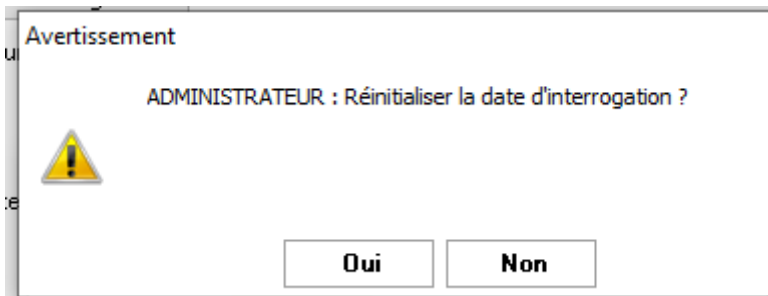 Avertissement
ADMINISTRATEUR : Réinitialiser la date d'interrogation ?
Oui
Non